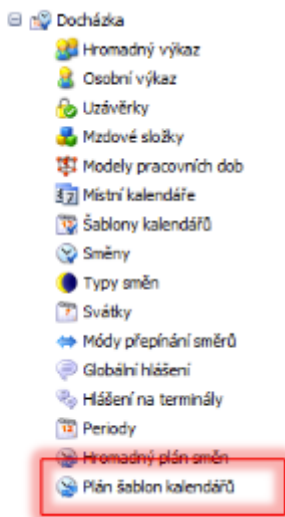 Docházka
Hromadný výkaz
Osobní výkaz
Uzávěrky
Mzdové složky
Modely pracovních dob
Místní kalendáře
Šablony kalendářů
Směny
Typy směn
Svátky
Módy přepínání směrů
Globální hlášení
Hlášení na terminály
Periody
Hromadný plán směn
Plán šablon kalendářů